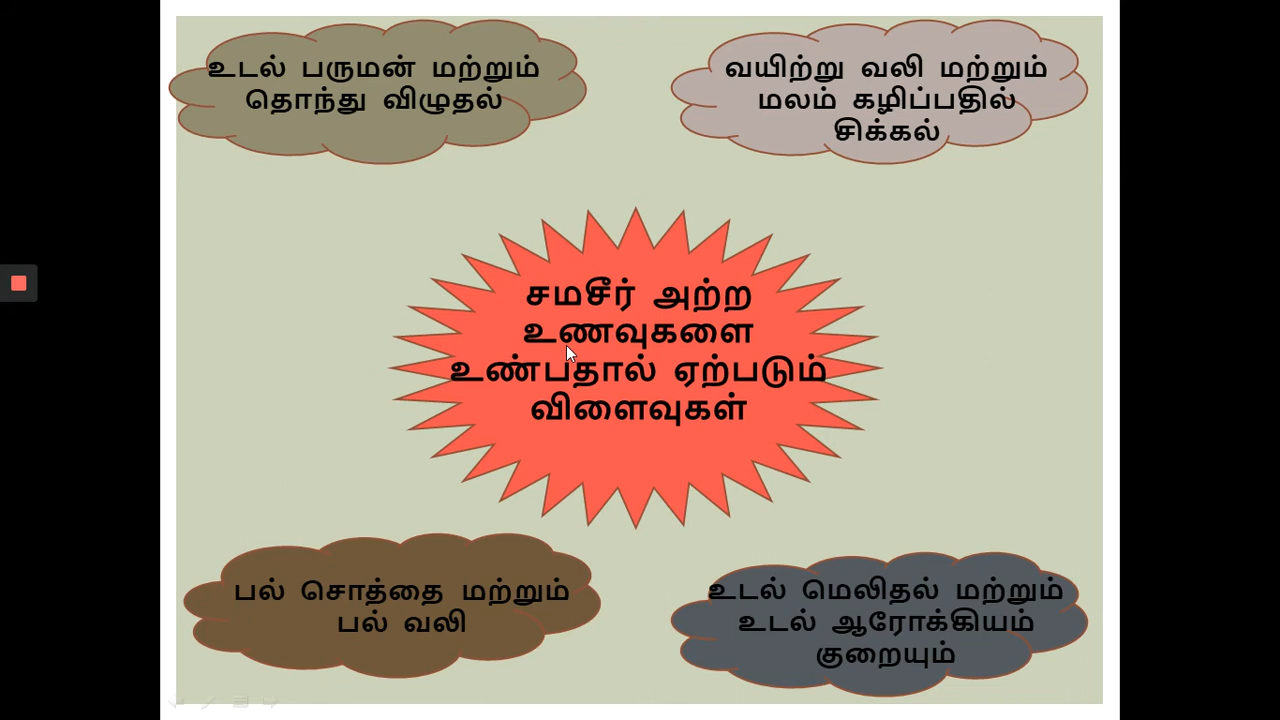 உடல் பருமன் மற்றும்
தொந்து விழுதல்
வயிற்று வலி மற்றும்
மலம் கழிப்பதில்
சிக்கல்
சமசீர் அற்ற
உணவுகளை
உண்பதால் ஏற்படும்
விளைவுகள்
பல் சொத்தை மற்றும்
பல் வலி
உடல் மெலிதல் மற்றும்
உடல் ஆரோக்கியம்
குறையும்